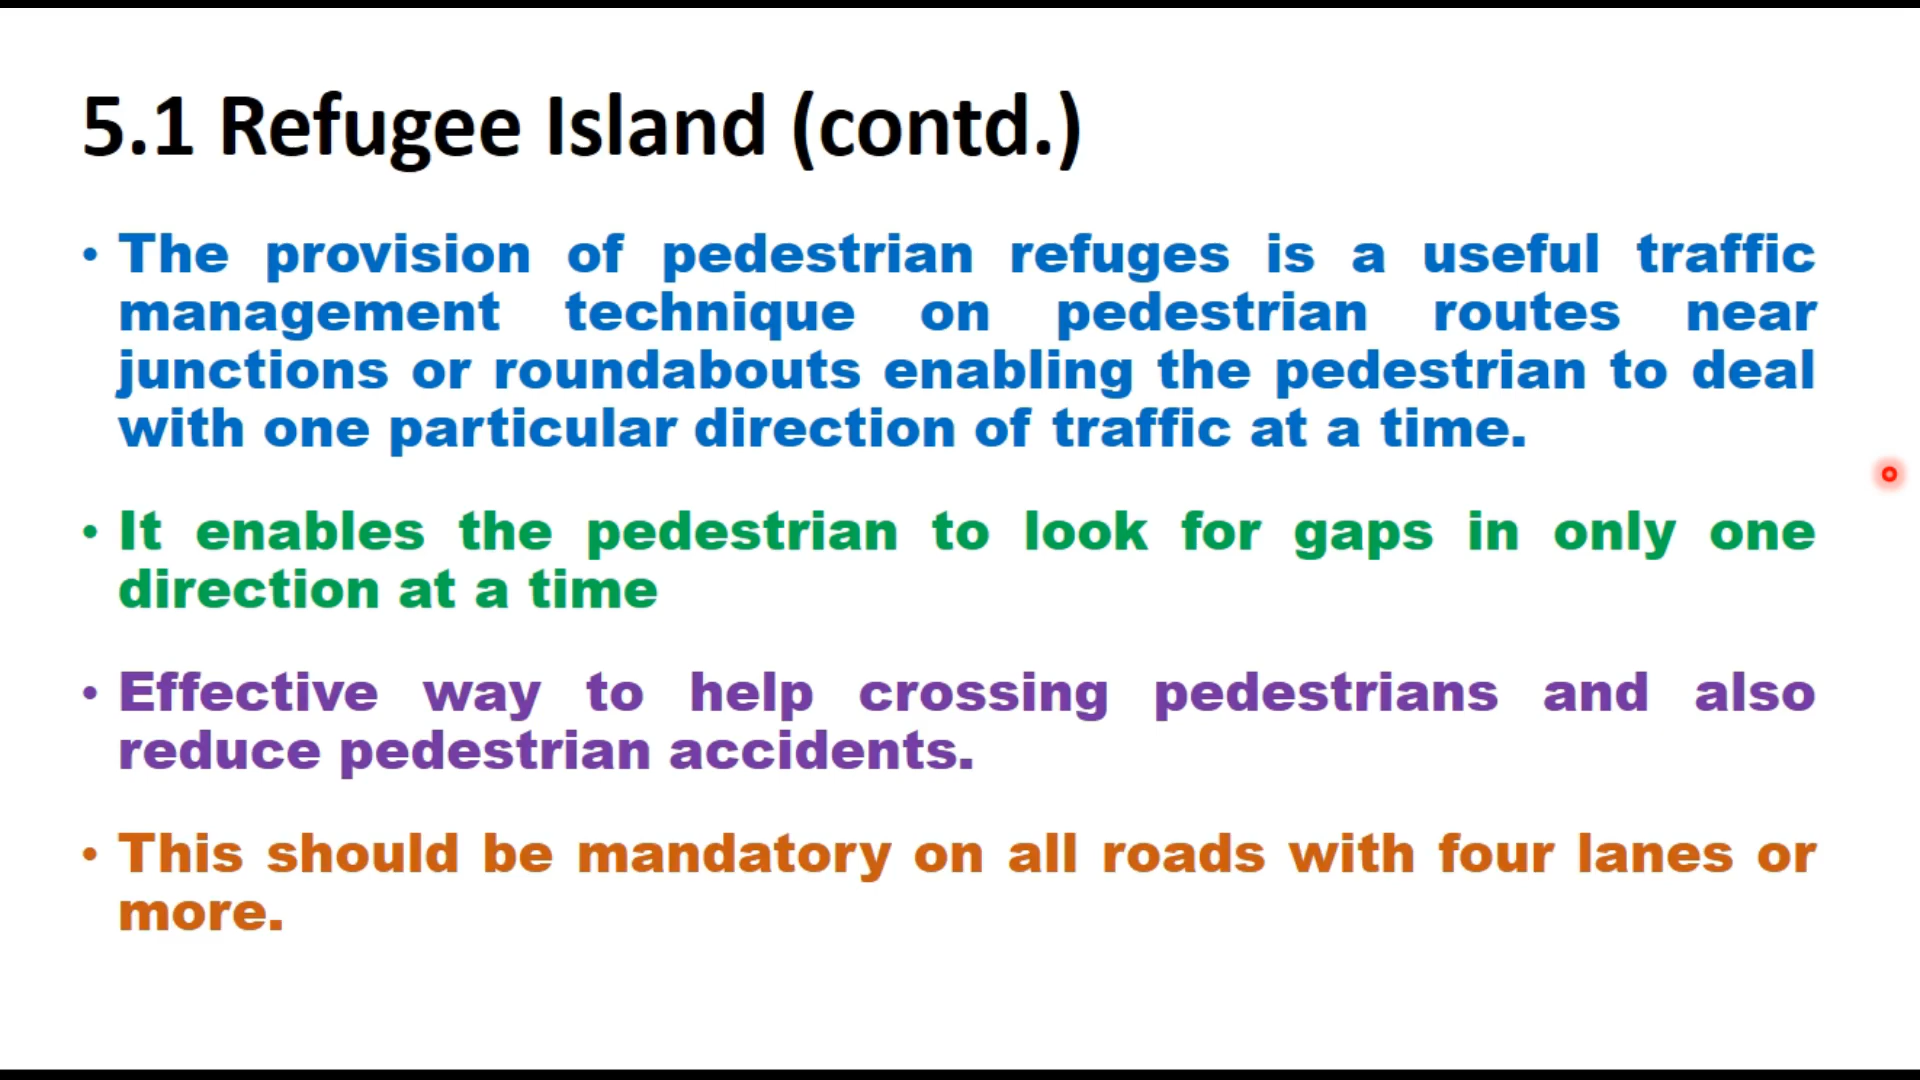 5.1 Refugee Island (contd.)
• The provision of pedestrian refuges is a useful traffic
management technique on pedestrian routes near
junctions or roundabouts enabling the pedestrian to deal
with one particular direction of traffic at a time.
• It enables the pedestrian to look for gaps in only one
direction at a time
• Effective way to help crossing pedestrians and also
reduce pedestrian accidents.
• This should be mandatory on all roads with four lanes or
more.